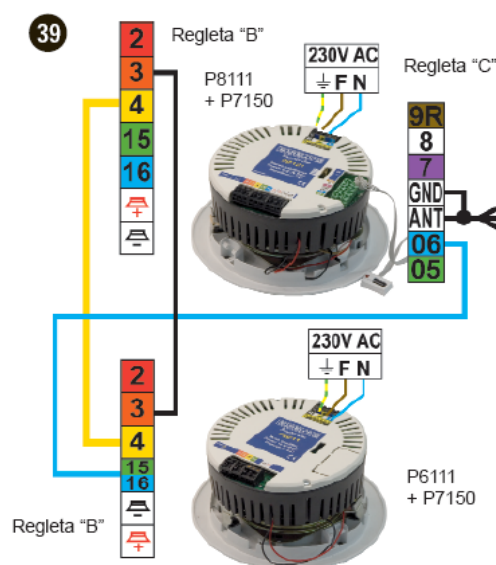 39
Regleta “B”
2
3
4
15
16
P8111
+ P7150
230V AC
F N
Regleta “C”
9R
8
7
GND
ANT
06
05
230V AC
F N
2
3
4
15
16
Regleta “B”
P6111
+ P7150